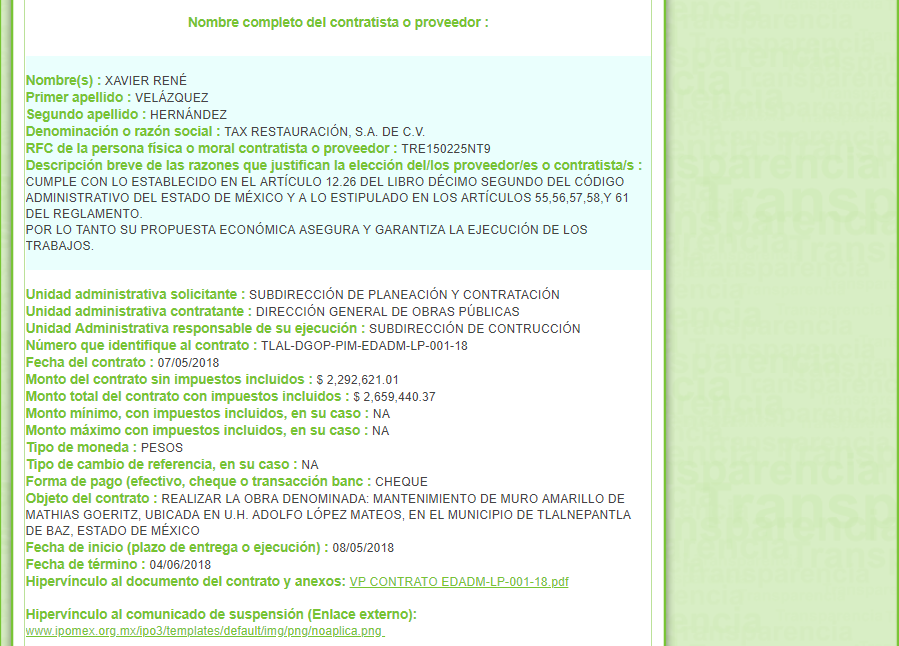 Nombre completo del contratista o proveedor :
Nombre(s) : XAVIER RENÉ
Primer apellido : VELÁZQUEZ
Segundo apellido : HERNÁNDEZ
Denominación o razón social : TAX RESTAURACIÓN, S.A. DE C.V.
RFC de la persona física o moral contratista o proveedor : TRE150225NT9
Descripción breve de las razones que justifican la elección del/los proveedor/es o contratista/s :
CUMPLE CON LO ESTABLECIDO EN EL ARTÍCULO 12.26 DEL LIBRO DÉCIMO SEGUNDO DEL CÓDIGO
ADMINISTRATIVO DEL ESTADO DE MÉXICO Y A LO ESTIPULADO EN LOS ARTÍCULOS 55,56,57,58,Y 61
DEL REGLAMENTO.
POR LO TANTO SU PROPUESTA ECONÓMICA ASEGURA Y GARANTIZA LA EJECUCIÓN DE LOS
TRABAJOS.
Unidad administrativa solicitante : SUBDIRECCIÓN DE PLANEACIÓN Y CONTRATACIÓN
Unidad administrativa contratante : DIRECCIÓN GENERAL DE OBRAS PÚBLICAS
Unidad Administrativa responsable de su ejecución : SUBDIRECCIÓN DE CONTRUCCIÓN
Número que identifique al contrato : TLAL-DGOP-PIM-EDADM-LP-001-18
Fecha del contrato : 07/05/2018
Monto del contrato sin impuestos incluidos : $ 2,292,621.01
Monto total del contrato con impuestos incluidos : $ 2,659,440.37
Monto mínimo, con impuestos incluidos, en su caso : NA
Monto máximo con impuestos incluidos, en su caso : NA
Tipo de moneda : PESOS
Tipo de cambio de referencia, en su caso : NA
Forma de pago (efectivo, cheque o transacción banc : CHEQUE
Objeto del contrato : REALIZAR LA OBRA DENOMINADA: MANTENIMIENTO DE MURO AMARILLO DE
MATHIAS GOERITZ, UBICADA EN U.H. ADOLFO LÓPEZ MATEOS, EN EL MUNICIPIO DE TLALNEPANTLA
DE BAZ, ESTADO DE MÉXICO
Fecha de inicio (plazo de entrega o ejecución) : 08/05/2018
Fecha de término : 04/06/2018
Hipervínculo al documento del contrato y anexos: VP CONTRATO EDADM-LP-001-18.pdf
Hipervínculo al comunicado de suspensión (Enlace externo):
www.ipomex.org.mx/ipo3/templates/default/img/png/noaplica.png